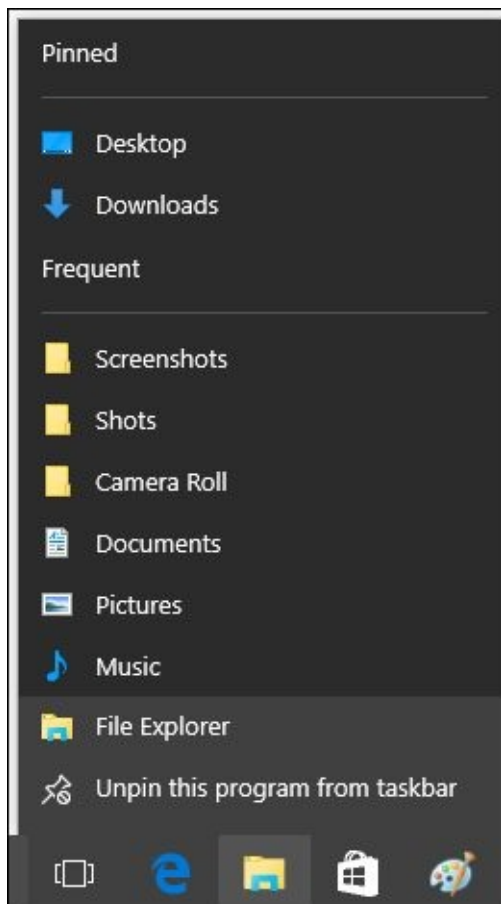 Pinned
Desktop
Downloads
Frequent
Screenshots
Shots
Camera Roll
Documents
Pictures
Music
File Explorer
Unpin this program from taskbar